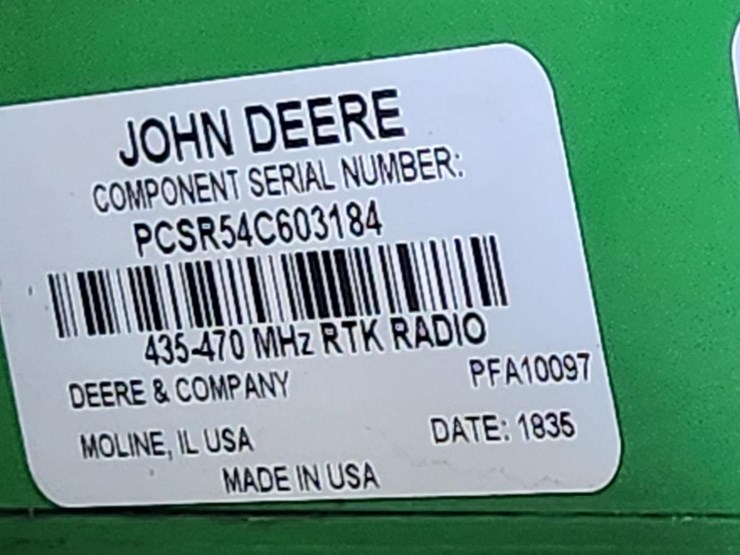 JOHN DEERE
COMPONENT SERIAL NUMBER:
PCSR54C603184
435-470 MHz RTK RADIO
DEERE & COMPANY PFA10097
MOLINE, IL USA DATE: 1835
MADE IN USA